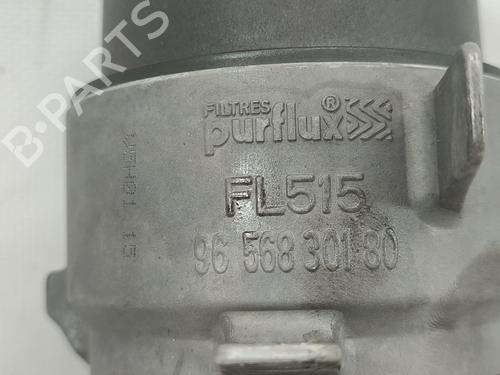 B-PARTS
FILTRES
purflux®
FL515
96 568 301 80